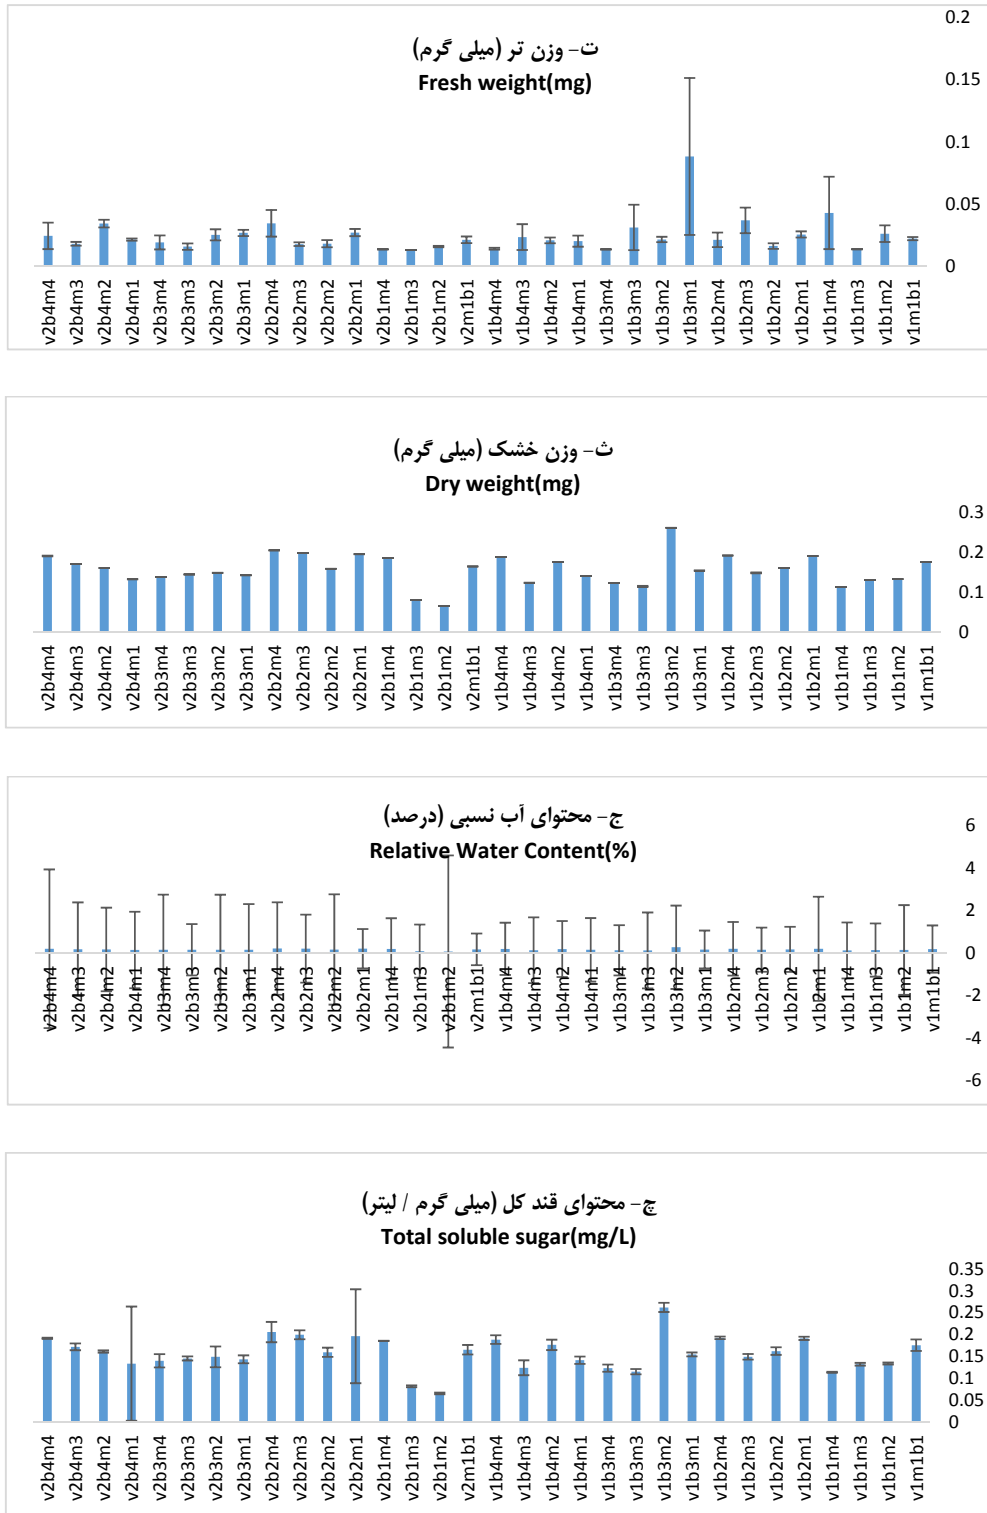 ت- وزن تر (میلی گرم)
Fresh weight(mg)
0.2
0.15
0.1
0.05
0
v2b4m4
v2b4m3
v2b4m2
v2b4m1
v2b3m4
v2b3m3
v2b3m2
v2b3m1
v2b2m4
v2b2m3
v2b2m2
v2b2m1
v2b1m4
v2b1m3
v2b1m2
v2m1b1
v1b4m4
v1b4m3
v1b4m2
v1b4m1
v1b3m4
v1b3m3
v1b3m2
v1b3m1
v1b2m4
v1b2m3
v1b2m2
v1b2m1
v1b1m4
v1b1m3
v1b1m2
v1m1b1
ث- وزن خشک (میلی گرم)
Dry weight(mg)
0.3
0.2
0.1
0
v2b4m4
v2b4m3
v2b4m2
v2b4m1
v2b3m4
v2b3m3
v2b3m2
v2b3m1
v2b2m4
v2b2m3
v2b2m2
v2b2m1
v2b1m4
v2b1m3
v2b1m2
v2m1b1
v1b4m4
v1b4m3
v1b4m2
v1b4m1
v1b3m4
v1b3m3
v1b3m2
v1b3m1
v1b2m4
v1b2m3
v1b2m2
v1b2m1
v1b1m4
v1b1m3
v1b1m2
v1m1b1
ج- محتوای آب نسبی (درصد)
Relative Water Content(%)
6
4
2
0
-2
-4
-6
v2b4m4
v2b4m3
v2b4m2
v2b4m1
v2b3m4
v2b3m3
v2b3m2
v2b3m1
v2b2m4
v2b2m3
v2b2m2
v2b2m1
v2b1m4
v2b1m3
v2b1m2
v2m1b1
v1b4m4
v1b4m3
v1b4m2
v1b4m1
v1b3m4
v1b3m3
v1b3m2
v1b3m1
v1b2m4
v1b2m3
v1b2m2
v1b2m1
v1b1m4
v1b1m3
v1b1m2
v1m1b1
چ- محتوای قند کل (میلی گرم / لیتر)
Total soluble sugar(mg/L)
0.35
0.3
0.25
0.2
0.15
0.1
0.05
0
v2b4m4
v2b4m3
v2b4m2
v2b4m1
v2b3m4
v2b3m3
v2b3m2
v2b3m1
v2b2m4
v2b2m3
v2b2m2
v2b2m1
v2b1m4
v2b1m3
v2b1m2
v2m1b1
v1b4m4
v1b4m3
v1b4m2
v1b4m1
v1b3m4
v1b3m3
v1b3m2
v1b3m1
v1b2m4
v1b2m3
v1b2m2
v1b2m1
v1b1m4
v1b1m3
v1b1m2
v1m1b1